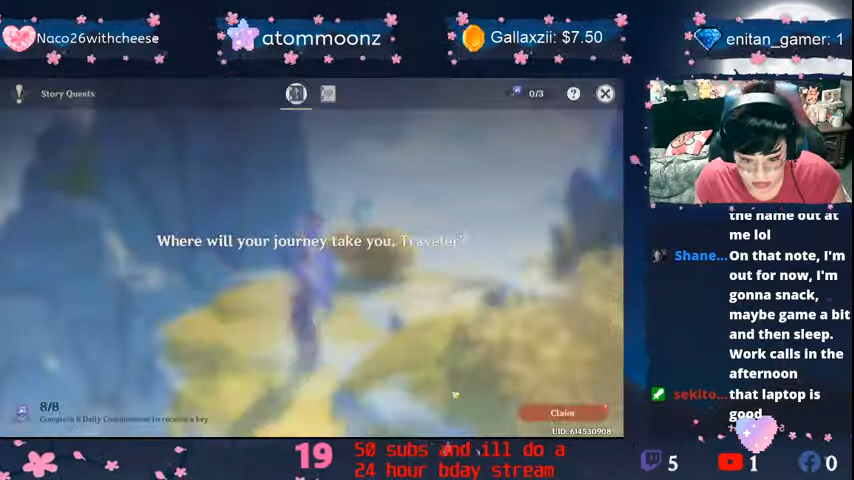 Naco26withcheese
atommoonz
Gallaxzii: $7.50
enitan_gamer: 1
Story Quests
0/3
?
Where will your journey take you, Traveler?
8/8
Complete 8 Daily Commissions to receive a key
Claim
UID: 614530908
the name out at
me lol
Shane... On that note, I'm
out for now, I'm
gonna snack,
maybe game a bit
and then sleep.
Work calls in the
afternoon
sekito... that laptop is
good
19
50 subs and ill do a
24 hour bday stream
5
1
0